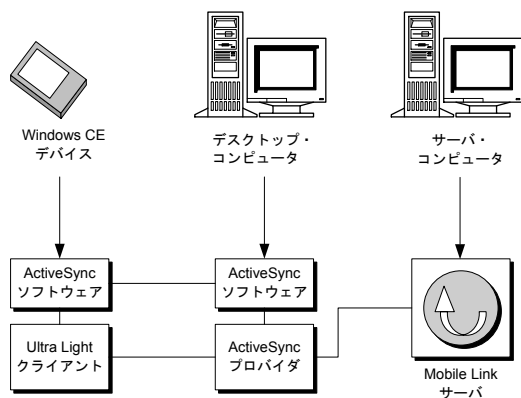 Windows CE
デバイス
デスクトップ・
コンピュータ
サーバ・
コンピュータ
ActiveSync
ソフトウェア
ActiveSync
ソフトウェア
Ultra Light
クライアント
ActiveSync
プロバイダ
Mobile Link
サーバ